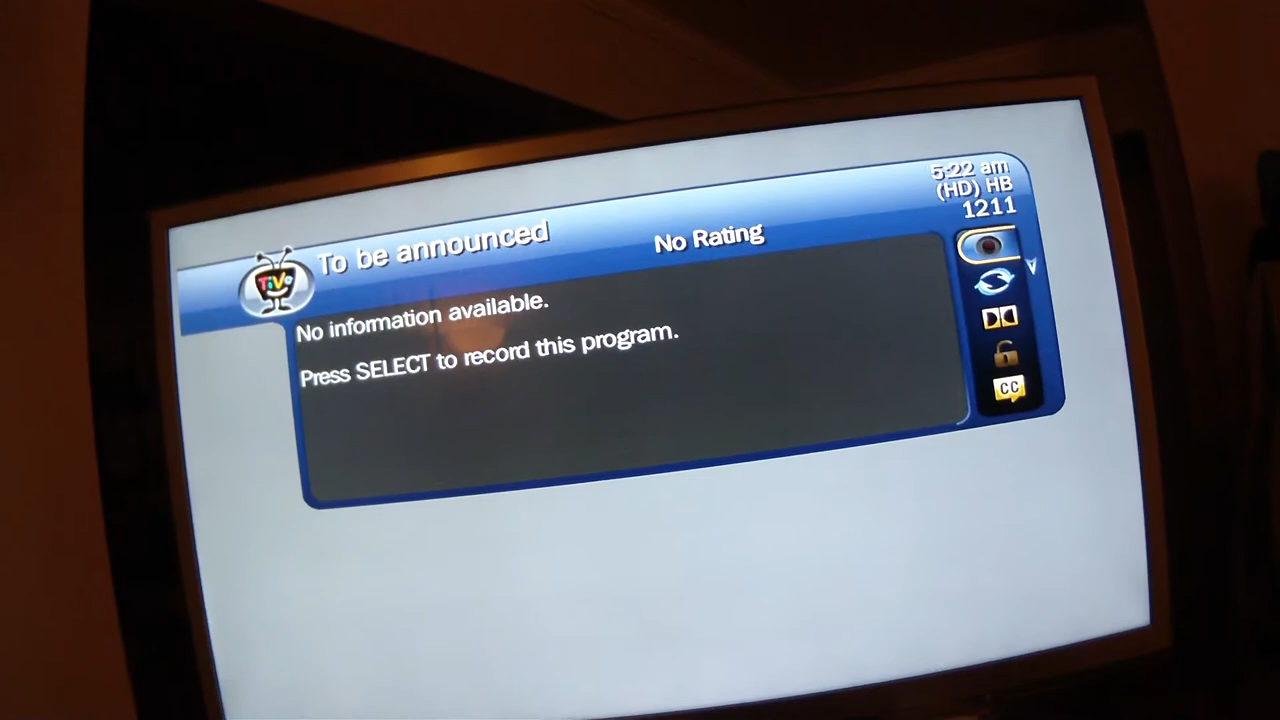 5:22 am
(HD) HB
1211
TiVo
To be announced
No Rating
No information available.
Press SELECT to record this program.
CC